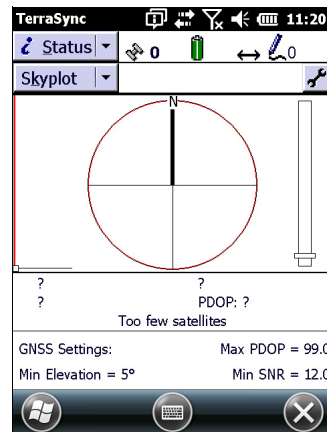 TerraSync 11:20
i Status 0 0
Skyplot
N
? ?
? PDOP: ?
Too few satellites
GNSS Settings: Max PDOP = 99.0
Min Elevation = 5° Min SNR = 12.0